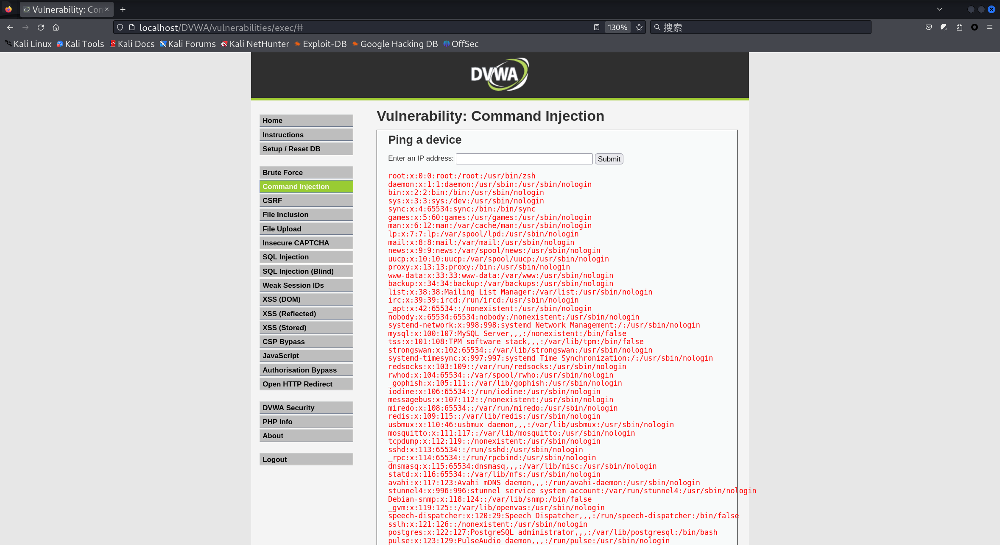 Vulnerability: Con
localhost/DVWA/vulnerabilities/exec/#
130%
搜索
Kali Linux
Kali Tools
Kali Docs
Kali Forums
Kali NetHunter
Exploit-DB
Google Hacking DB
OffSec
DVWA
Home
Instructions
Setup / Reset DB
Brute Force
Command Injection
CSRF
File Inclusion
File Upload
Insecure CAPTCHA
SQL Injection
SQL Injection (Blind)
Weak Session IDs
XSS (DOM)
XSS (Reflected)
XSS (Stored)
CSP Bypass
JavaScript
Authorisation Bypass
Open HTTP Redirect
DVWA Security
PHP Info
About
Logout
Vulnerability: Command Injection
Ping a device
Enter an IP address:
Submit
root:x:0:0:root:/root:/usr/bin/zsh
daemon:x:1:1:daemon:/usr/sbin:/usr/sbin/nologin
bin:x:2:2:bin:/bin:/usr/sbin/nologin
sys:x:3:3:sys:/dev:/usr/sbin/nologin
sync:x:4:65534:sync:/bin:/bin/sync
games:x:5:60:games:/usr/games:/usr/sbin/nologin
man:x:6:12:man:/var/cache/man:/usr/sbin/nologin
lp:x:7:7:lp:/var/spool/lpd:/usr/sbin/nologin
mail:x:8:8:mail:/var/mail:/usr/sbin/nologin
news:x:9:9:news:/var/spool/news:/usr/sbin/nologin
uucp:x:10:10:uucp:/var/spool/uucp:/usr/sbin/nologin
proxy:x:13:13:proxy:/bin:/usr/sbin/nologin
www-data:x:33:33:www-data:/var/www:/usr/sbin/nologin
backup:x:34:34:backup:/var/backups:/usr/sbin/nologin
list:x:38:38:Mailing List Manager:/var/list:/usr/sbin/nologin
irc:x:39:39:ircd:/run/ircd:/usr/sbin/nologin
_apt:x:42:65534::/nonexistent:/usr/sbin/nologin
nobody:x:65534:65534:nobody:/nonexistent:/usr/sbin/nologin
systemd-network:x:998:998:systemd Network Management:/:/usr/sbin/nologin
mysql:x:100:107:MySQL Server,,,:/nonexistent:/bin/false
tss:x:101:108:TPM software stack,,,:/var/lib/tpm:/bin/false
strongswan:x:102:65534::/var/lib/strongswan:/usr/sbin/nologin
systemd-timesync:x:997:997:systemd Time Synchronization:/:/usr/sbin/nologin
redsocks:x:103:109::/var/run/redsocks:/usr/sbin/nologin
rwhod:x:104:65534::/var/spool/rwho:/usr/sbin/nologin
_gophish:x:105:111::/var/lib/gophish:/usr/sbin/nologin
iodine:x:106:65534::/run/iodine:/usr/sbin/nologin
messagebus:x:107:112::/nonexistent:/usr/sbin/nologin
miredo:x:108:65534::/var/run/miredo:/usr/sbin/nologin
redis:x:109:115::/var/lib/redis:/usr/sbin/nologin
usbmux:x:110:46:usbmux daemon,,,:/var/lib/usbmux:/usr/sbin/nologin
mosquitto:x:111:117::/var/lib/mosquitto:/usr/sbin/nologin
tcpdump:x:112:119::/nonexistent:/usr/sbin/nologin
sshd:x:113:65534::/run/sshd:/usr/sbin/nologin
_rpc:x:114:65534::/run/rpcbind:/usr/sbin/nologin
dnsmasq:x:115:65534:dnsmasq,,,:/var/lib/misc:/usr/sbin/nologin
statd:x:116:65534::/var/lib/nfs:/usr/sbin/nologin
avahi:x:117:123:Avahi mDNS daemon,,,:/run/avahi-daemon:/usr/sbin/nologin
stunnel4:x:996:996:stunnel service system account:/var/run/stunnel4:/usr/sbin/nologin
Debian-snmp:x:118:124::/var/lib/snmp:/bin/false
_gvm:x:119:125::/var/lib/openvas:/usr/sbin/nologin
speech-dispatcher:x:120:29:Speech Dispatcher,,,:/run/speech-dispatcher:/bin/false
sslh:x:121:126::/nonexistent:/usr/sbin/nologin
postgres:x:122:127:PostgreSQL administrator,,,:/var/lib/postgresql:/bin/bash
pulse:x:123:129:PulseAudio daemon,,,:/run/pulse:/usr/sbin/nologin